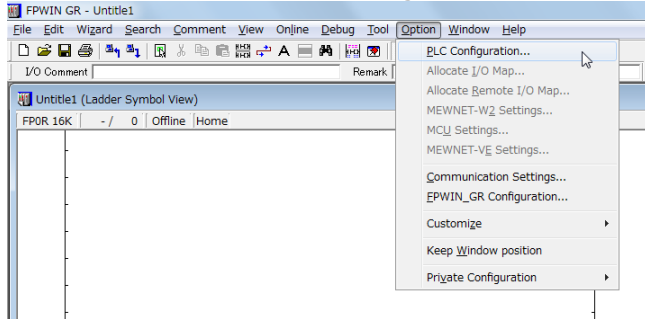 FPWIN GR - Untitle1
File Edit Wizard Search Comment View Online Debug Tool Option Window Help
PLC Configuration...
I/O Comment Remark
Allocate I/O Map...
Allocate Remote I/O Map...
Untitle1 (Ladder Symbol View)
MEWNET-W2 Settings...
FP0R 16K - / 0 Offline Home
MCU Settings...
MEWNET-VE Settings...
Communication Settings...
FPWIN_GR Configuration...
Customize
Keep Window position
Private Configuration